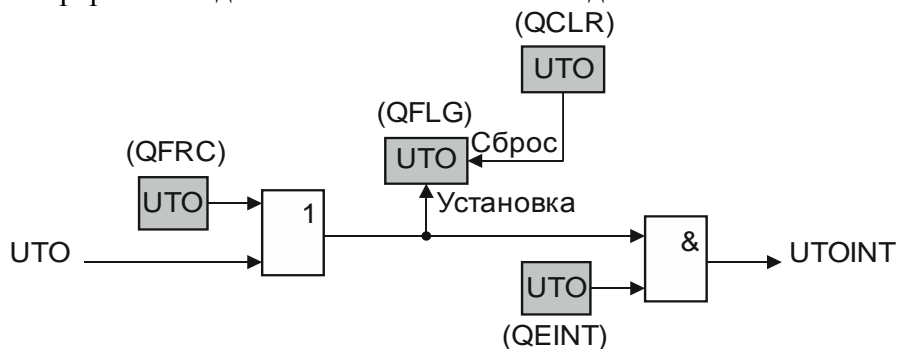 (QCLR)
UTO
(QFLG)
UTO
Сброс
(QFRC)
UTO
1
Установка
UTO
&
UTOINT
UTO
(QEINT)